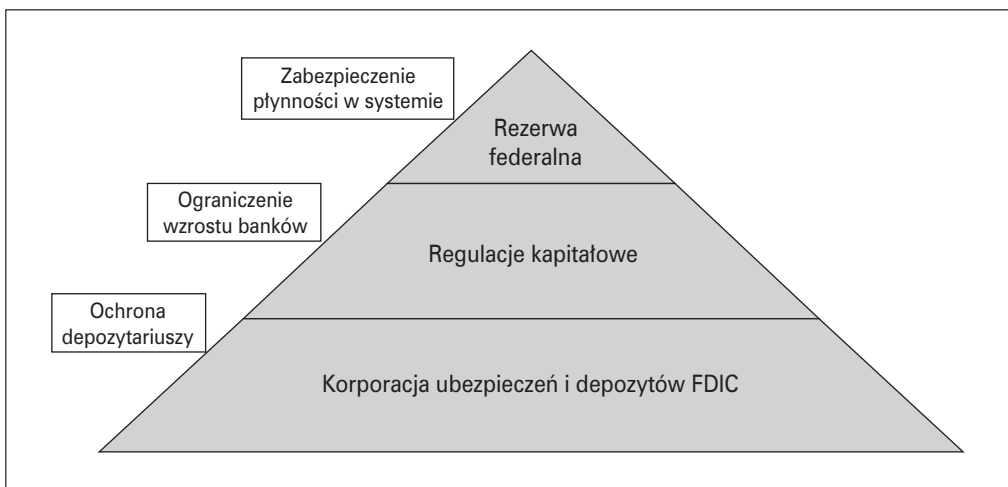 Zabezpieczenie
płynności w systemie
Rezerwa
federalna
Ograniczenie
wzrostu banków
Regulacje kapitałowe
Ochrona
depozytariuszy
Korporacja ubezpieczeń i depozytów FDIC